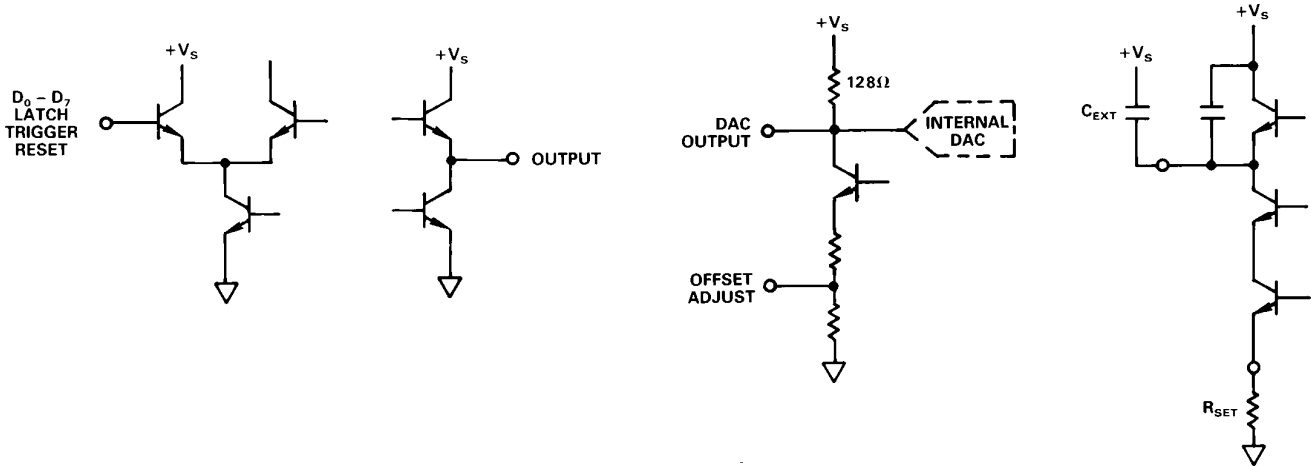 +VS
D0 – D7
LATCH
TRIGGER
RESET
OUTPUT
+VS
128Ω
DAC
OUTPUT
INTERNAL
DAC
OFFSET
ADJUST
+VS
+VS
CEXT
RSET